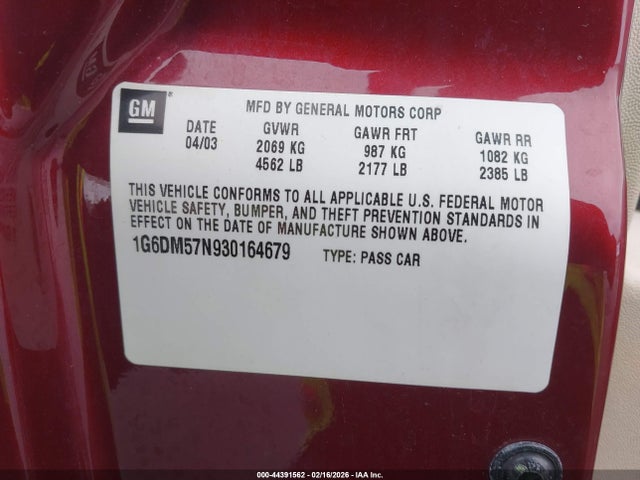 GM ®
MFD BY GENERAL MOTORS CORP
DATE GVWR GAWR FRT GAWR RR
04/03 2069 KG 987 KG 1082 KG
4562 LB 2177 LB 2385 LB
THIS VEHICLE CONFORMS TO ALL APPLICABLE U.S. FEDERAL MOTOR
VEHICLE SAFETY, BUMPER, AND THEFT PREVENTION STANDARDS IN
EFFECT ON THE DATE OF MANUFACTURE SHOWN ABOVE.
1G6DM57N930164679 TYPE: PASS CAR
000-44391562 - 02/16/2026 - IAA Inc.